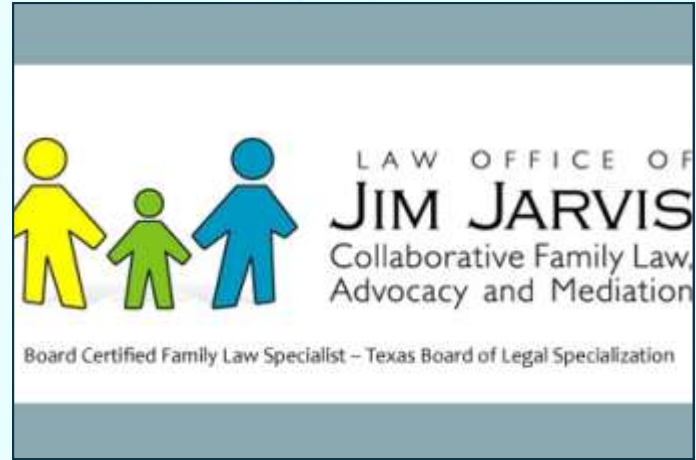 LAW OFFICE OF
JIM JARVIS
Collaborative Family Law,
Advocacy and Mediation
Board Certified Family Law Specialist – Texas Board of Legal Specialization